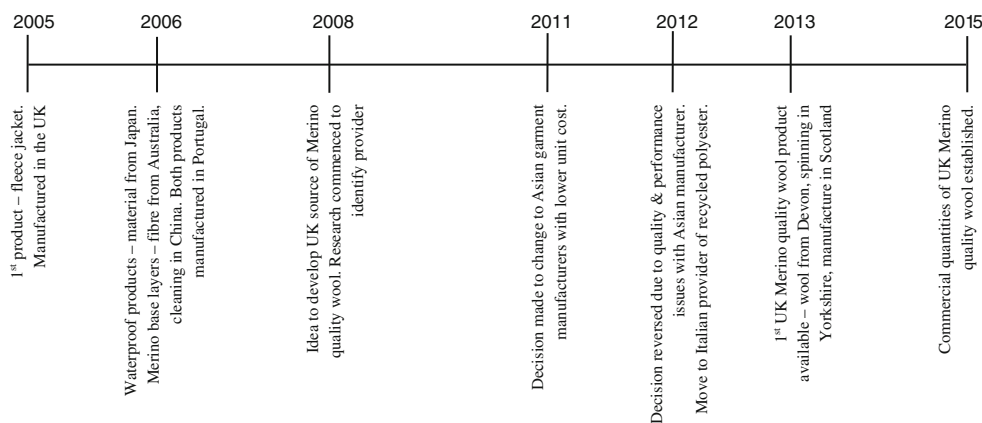 2005
2006
2008
2011
2012
2013
2015
1st product – fleece jacket.
Manufactured in the UK
Waterproof products – material from Japan.
Merino base layers – fibre from Australia,
cleaning in China. Both products
manufactured in Portugal.
Idea to develop UK source of Merino
quality wool. Research commenced to
identify provider
Decision made to change to Asian garment
manufacturers with lower unit cost.
Decision reversed due to quality & performance
issues with Asian manufacturer.
Move to Italian provider of recycled polyester.
1st UK Merino quality wool product
available – wool from Devon, spinning in
Yorkshire, manufacture in Scotland
Commercial quantities of UK Merino
quality wool established.